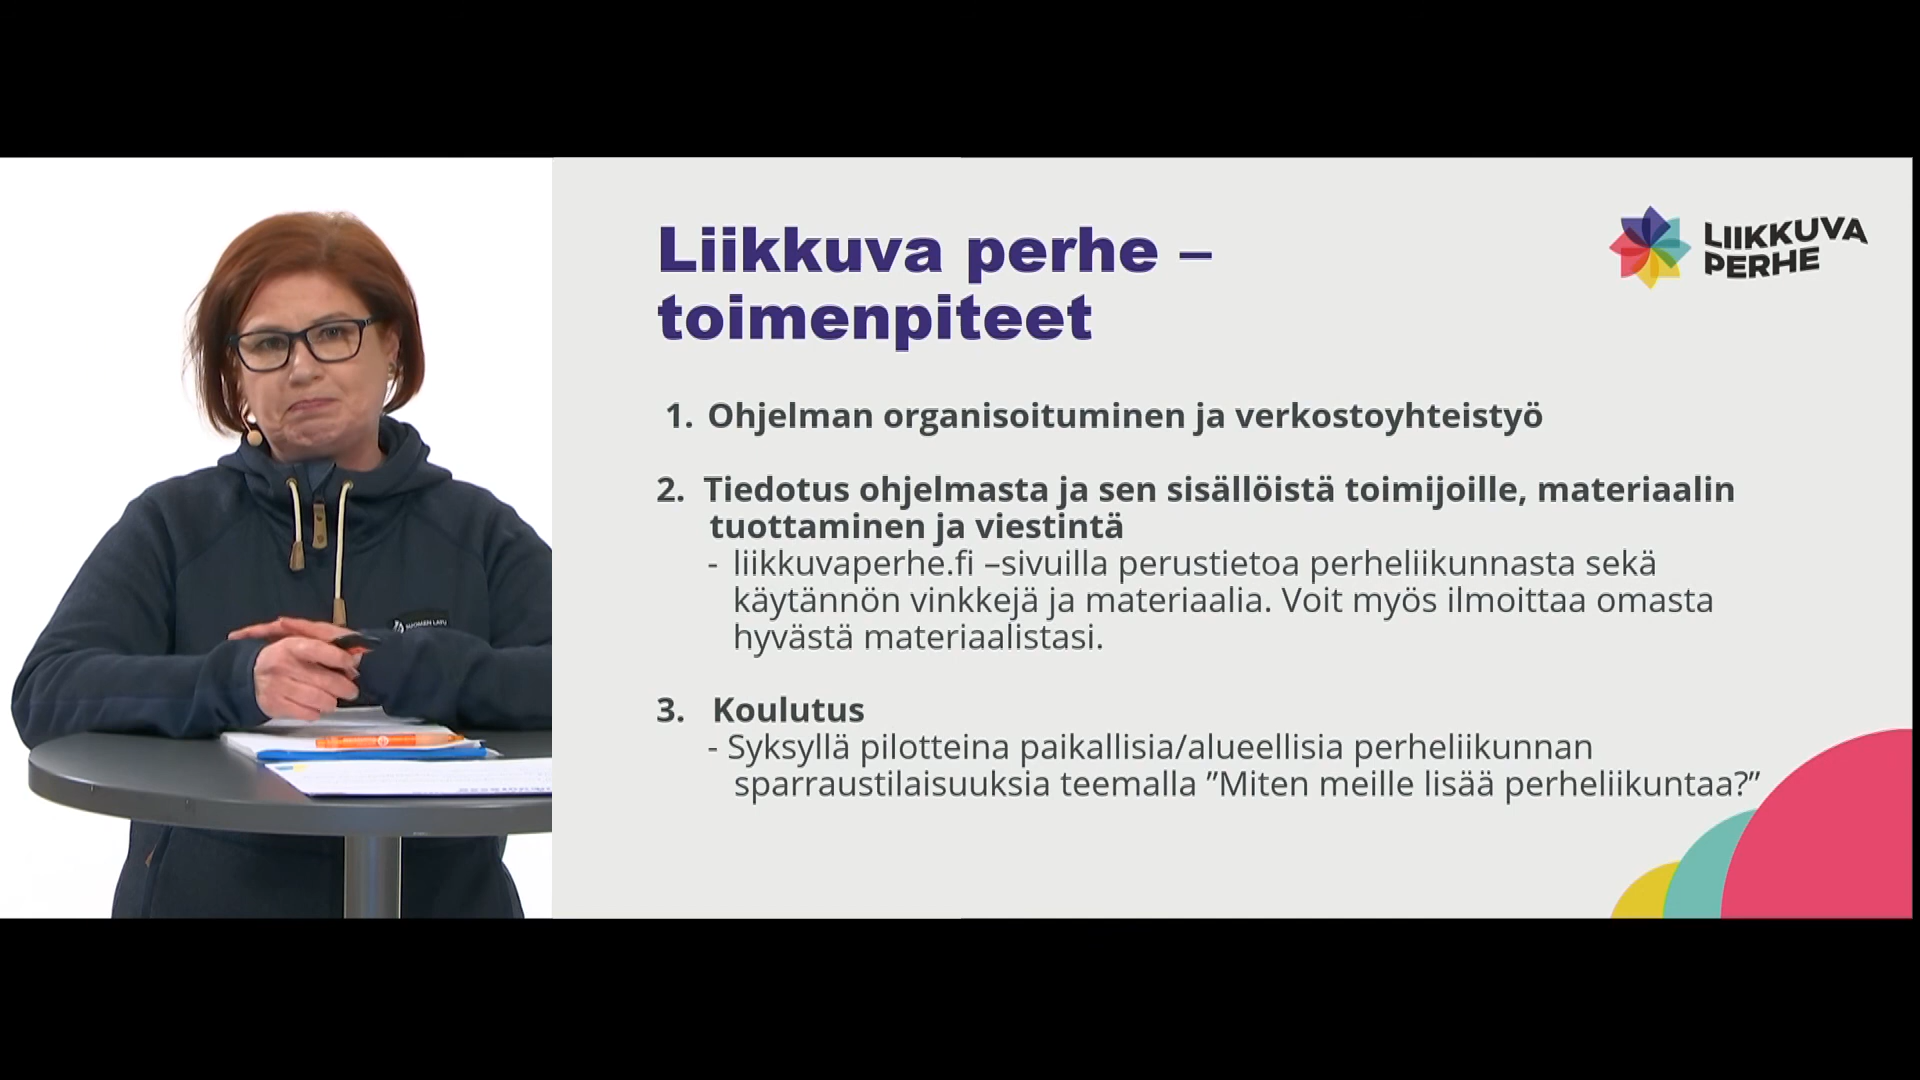 Liikkuva perhe –
toimenpiteet
LIIKKUVA
PERHE
1. Ohjelman organisoituminen ja verkostoyhteistyö
2. Tiedotus ohjelmasta ja sen sisällöistä toimijoille, materiaalin
tuottaminen ja viestintä
- liikkuvaperhe.fi –sivuilla perustietoa perheliikunnasta sekä
käytännön vinkkejä ja materiaalia. Voit myös ilmoittaa omasta
hyvästä materiaalistasi.
3. Koulutus
- Syksyllä pilotteina paikallisia/alueellisia perheliikunnan
sparraustilaisuuksia teemalla ”Miten meille lisää perheliikuntaa?”
SUOMEN LATU